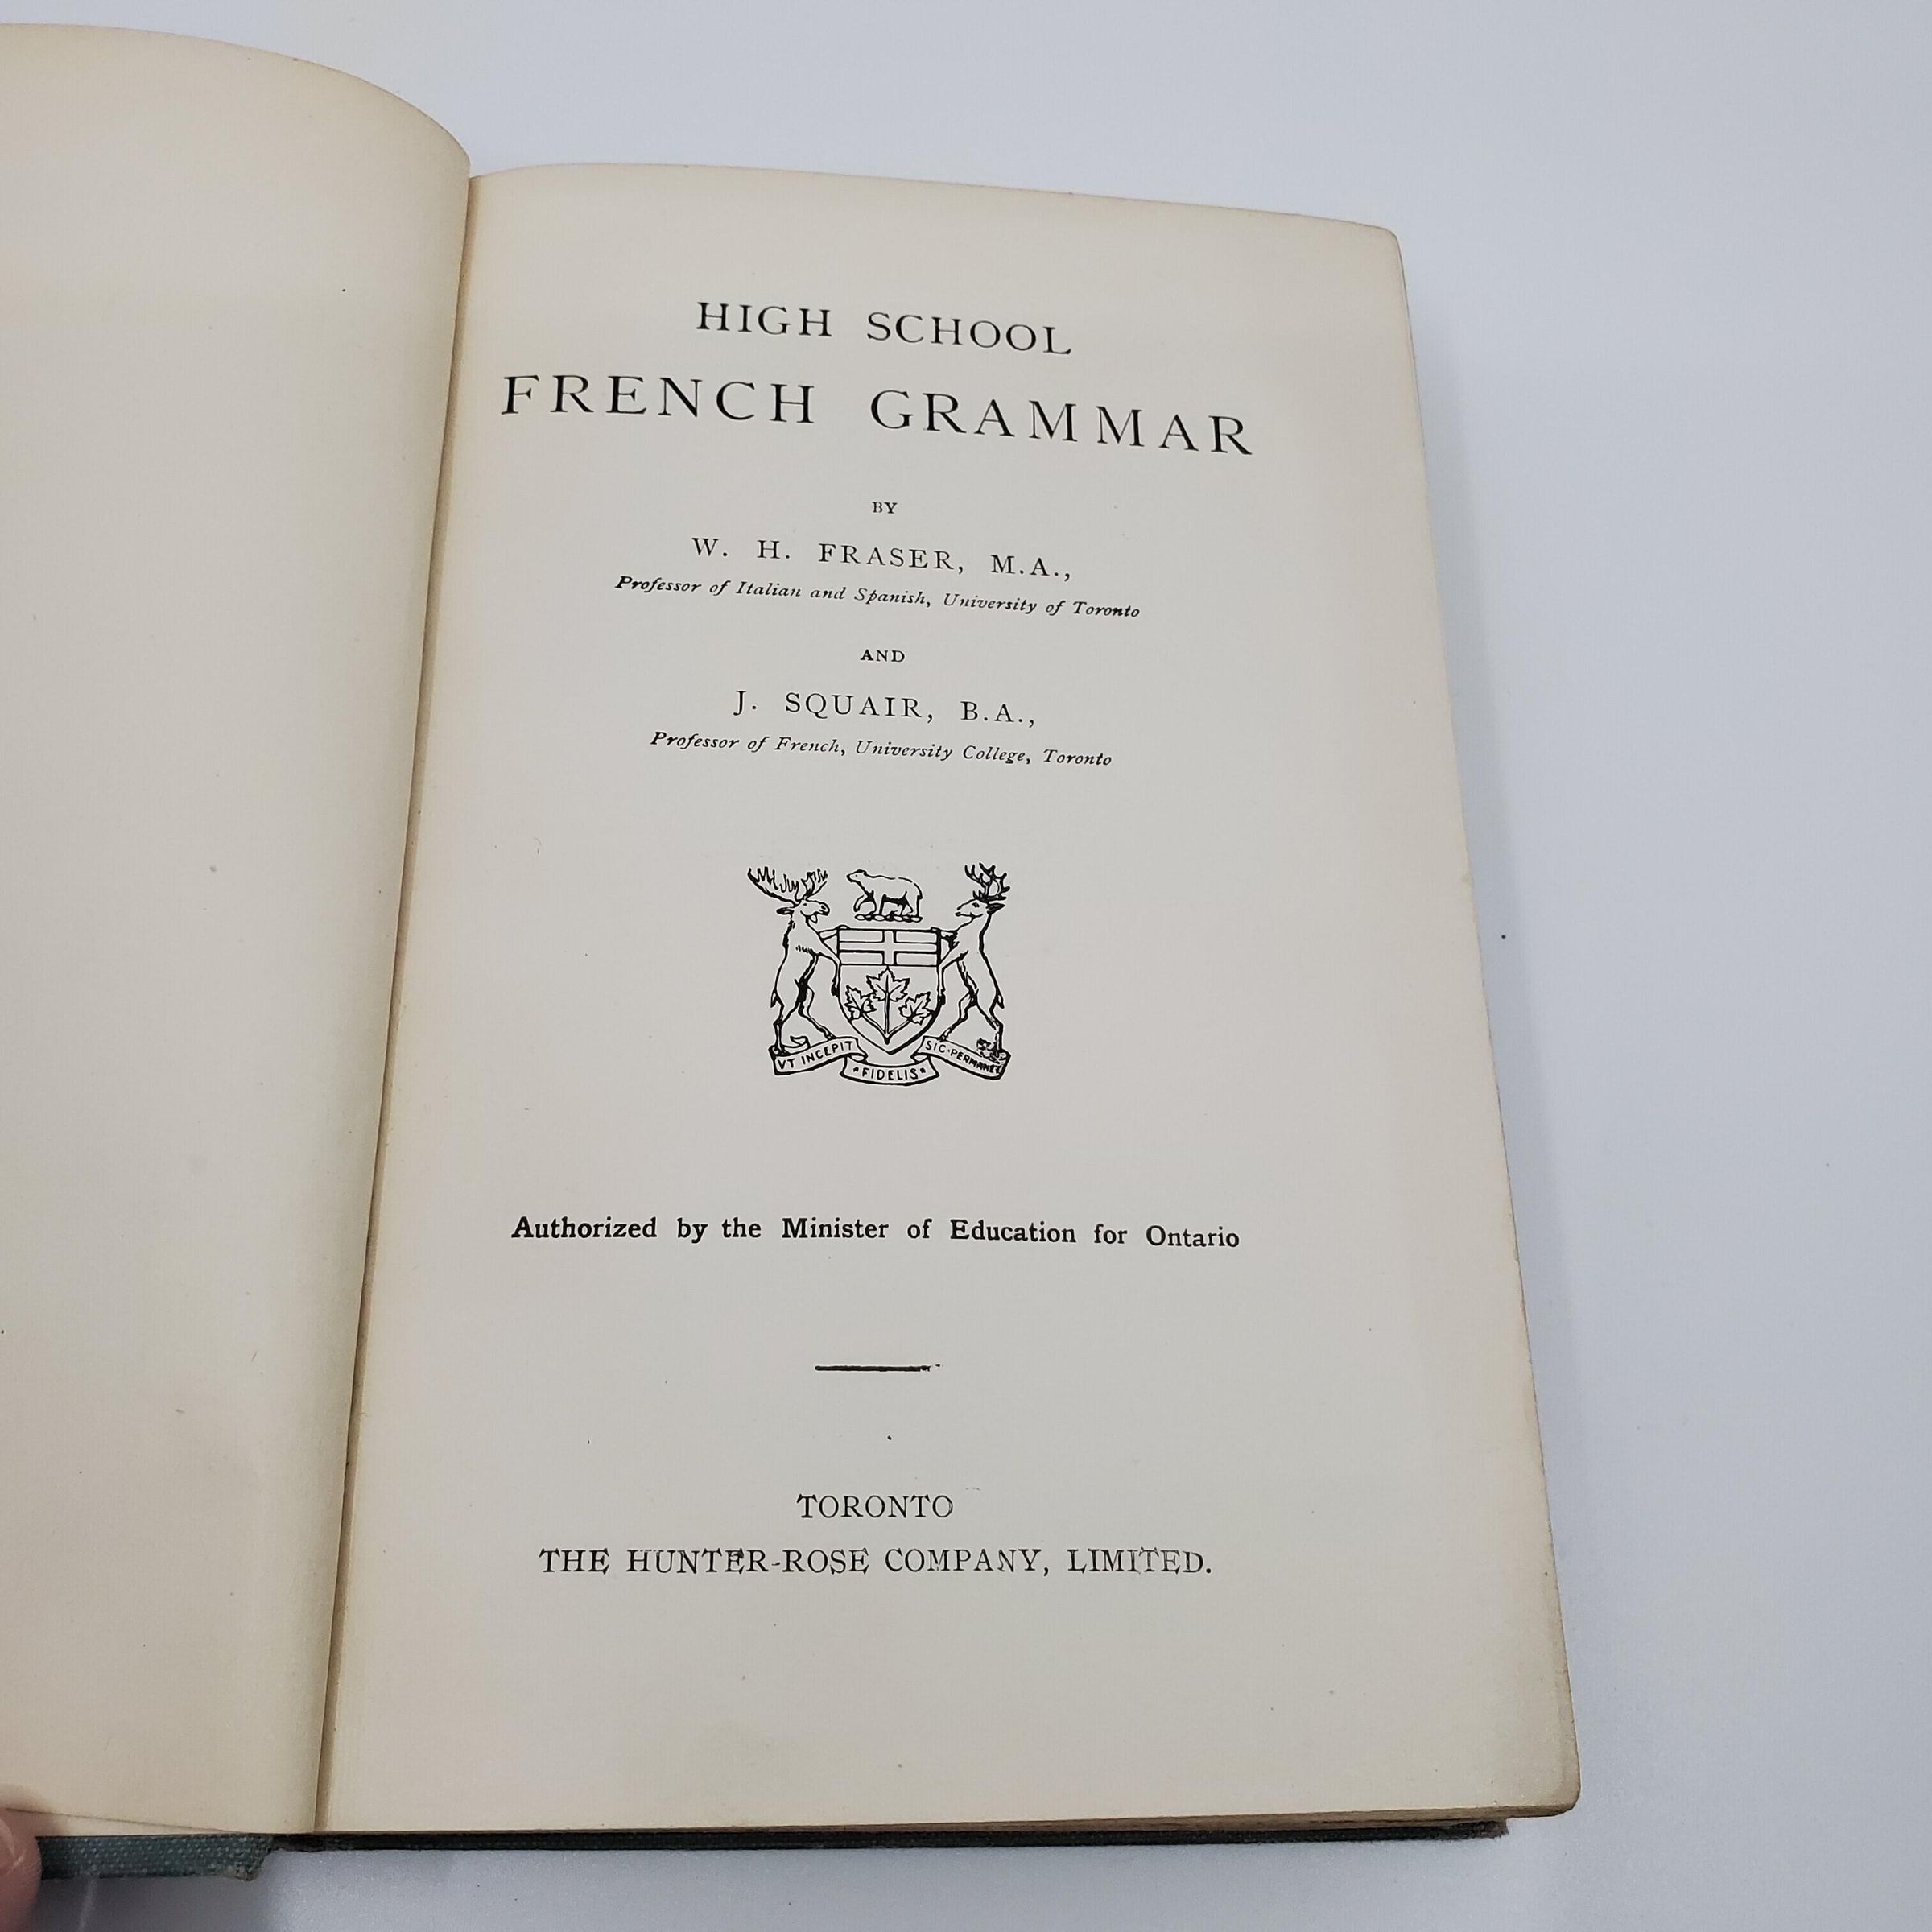 HIGH SCHOOL
FRENCH GRAMMAR
BY
W. H. FRASER, M.A.,
Professor of Italian and Spanish, University of Toronto
AND
J. SQUAIR, B.A.,
Professor of French, University College, Toronto
VT INCEPIT
FIDELIS
SIC·PERMANET
Authorized by the Minister of Education for Ontario
TORONTO
THE HUNTER-ROSE COMPANY, LIMITED.